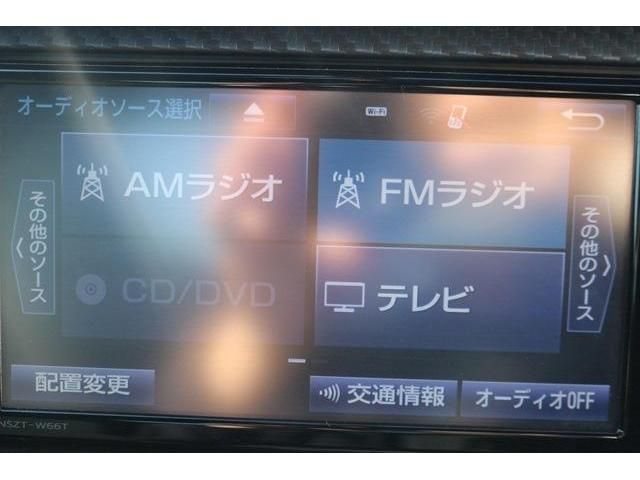 オーディオソース選択
Wi-Fi
AMラジオ
FMラジオ
その他のソース
その他のソース
CD/DVD
テレビ
配置変更
交通情報
オーディオOFF
NSZT-W66T